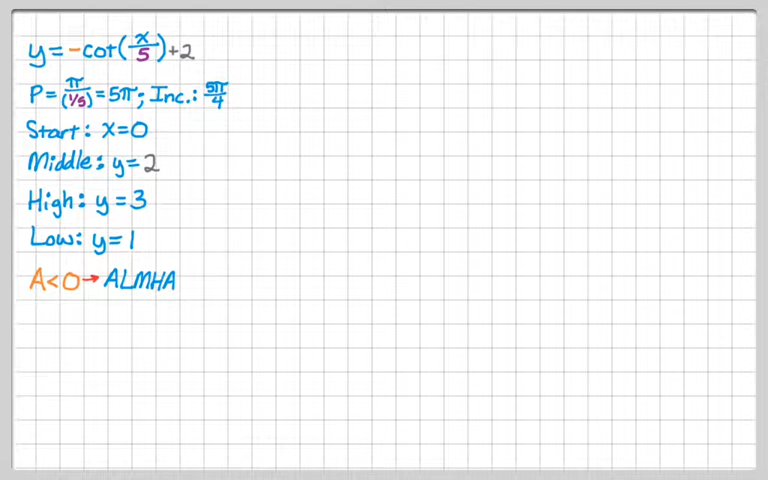 y = -cot(x/5) + 2
P = π/(1/5) = 5π; Inc.: 5π/4
Start: x=0
Middle: y=2
High: y=3
Low: y=1
A<0→ALMHA